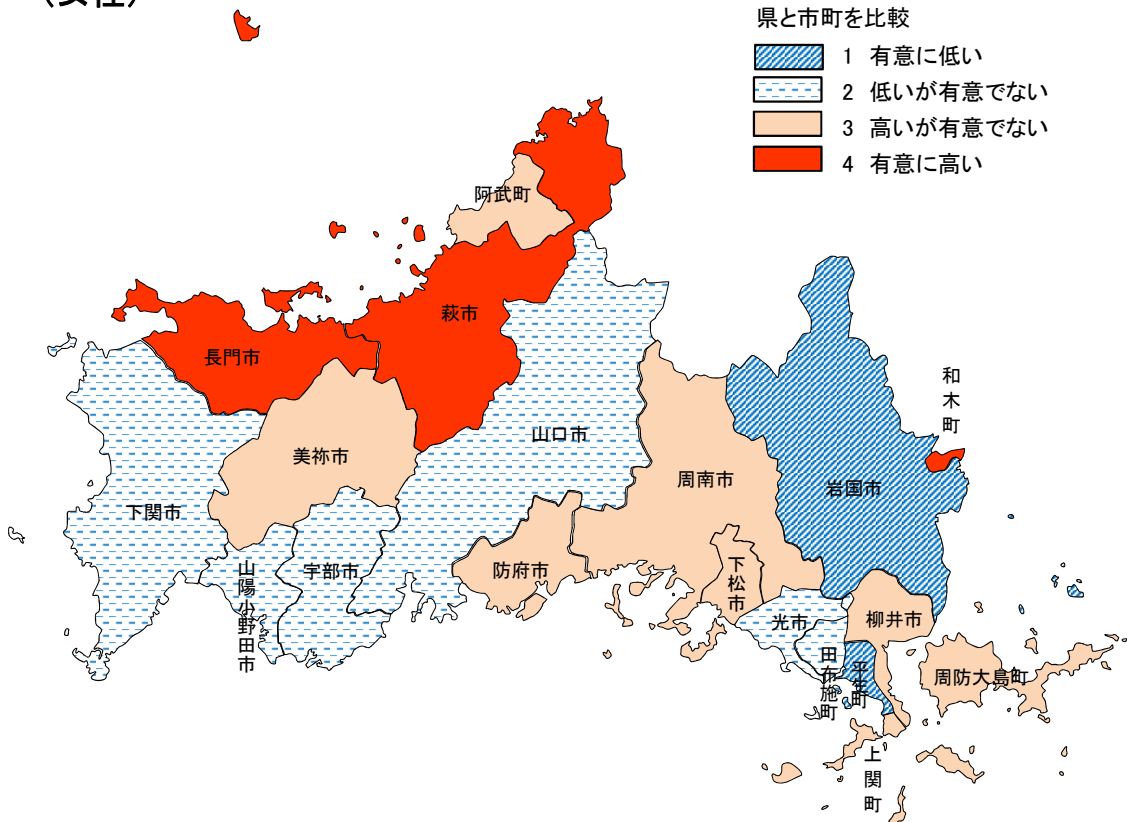 (女性)
県と市町を比較
1 有意に低い
2 低いが有意でない
3 高いが有意でない
4 有意に高い
阿武町
萩市
長門市
和木町
山口市
美祢市
周南市
岩国市
下関市
宇部市
防府市
下松市
山陽小野田市
光市
柳井市
田布施町
平生町
周防大島町
上関町